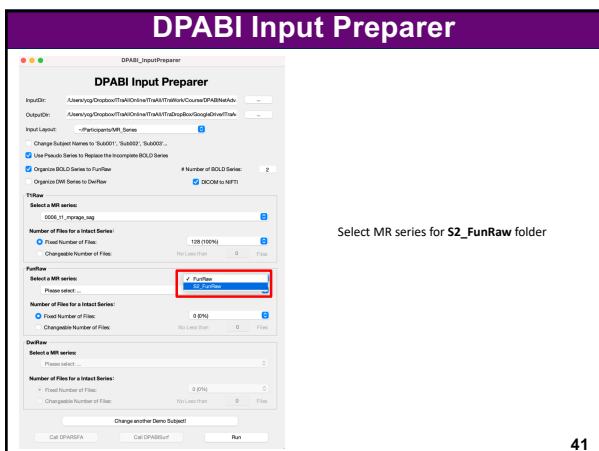 DPABI Input Preparer
DPABI_InputPreparer
DPABI Input Preparer
InputDir: /Users/ycg/Dropbox/ITraAllOnline/ITraAll/ITraWork/Course/DPABINetAdv ...
OutputDir: /Users/ycg/Dropbox/ITraAllOnline/ITraAll/ITraDropBox/GoogleDrive/ITraA ...
Input Layout: ~/Participants/MR_Series
Change Subject Names to 'Sub001', 'Sub002', 'Sub003'...
Use Pseudo Series to Replace the Incomplete BOLD Series
Organize BOLD Series to FunRaw # Number of BOLD Series: 2
Organize DWI Series to DwiRaw DICOM to NIFTI
T1Raw
Select a MR series:
0006_t1_mprage_sag
Number of Files for a Intact Series:
Fixed Number of Files: 128 (100%)
Changeable Number of Files: No Less than 0 Files
Select MR series for S2_FunRaw folder
FunRaw
Select a MR series: ✓ FunRaw
S2_FunRaw
Please select: ...
Number of Files for a Intact Series:
Fixed Number of Files: 0 (0%)
Changeable Number of Files: No Less than 0 Files
DwiRaw
Select a MR series:
Please select: ...
Number of Files for a Intact Series:
Fixed Number of Files: 0 (0%)
Changeable Number of Files: No Less than 0 Files
Change another Demo Subject!
Call DPARSFA Call DPABISurf Run
41